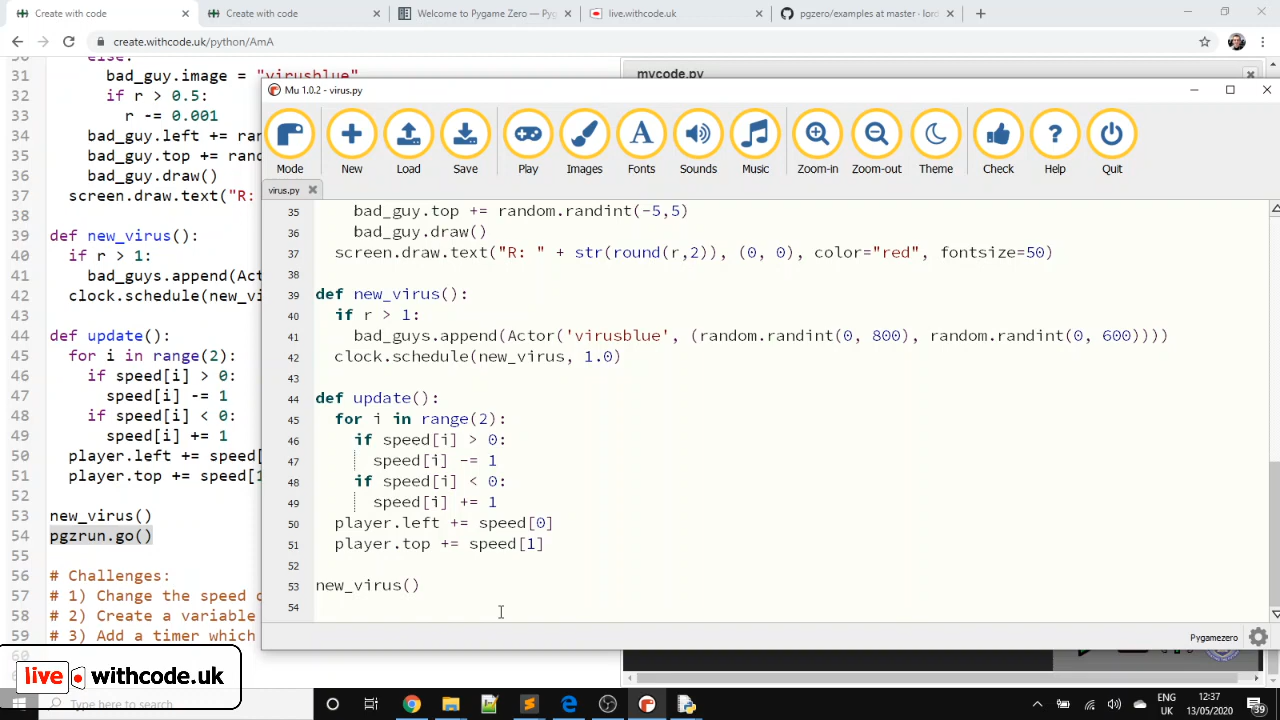 Create with code
Create with code
Welcome to Pygame Zero — Pyg
live.withcode.uk
pgzero/examples at master · lord
create.withcode.uk/python/AmA
else:
31 bad_guy.image = "virusblue"
32 if r > 0.5:
33 r -= 0.001
34 bad_guy.left += ran
35 bad_guy.top += rand
36 bad_guy.draw()
37 screen.draw.text("R:
38
39 def new_virus():
40 if r > 1:
41 bad_guys.append(Act
42 clock.schedule(new_vi
43
44 def update():
45 for i in range(2):
46 if speed[i] > 0:
47 speed[i] -= 1
48 if speed[i] < 0:
49 speed[i] += 1
50 player.left += speed[
51 player.top += speed[1
52
53 new_virus()
54 pgzrun.go()
55
56 # Challenges:
57 # 1) Change the speed o
58 # 2) Create a variable
59 # 3) Add a timer which
60
mycode.py
Mu 1.0.2 - virus.py
Mode New Load Save Play Images Fonts Sounds Music Zoom-in Zoom-out Theme Check Help Quit
virus.py
35 bad_guy.top += random.randint(-5,5)
36 bad_guy.draw()
37 screen.draw.text("R: " + str(round(r,2)), (0, 0), color="red", fontsize=50)
38
39 def new_virus():
40 if r > 1:
41 bad_guys.append(Actor('virusblue', (random.randint(0, 800), random.randint(0, 600))))
42 clock.schedule(new_virus, 1.0)
43
44 def update():
45 for i in range(2):
46 if speed[i] > 0:
47 speed[i] -= 1
48 if speed[i] < 0:
49 speed[i] += 1
50 player.left += speed[0]
51 player.top += speed[1]
52
53 new_virus()
54
Pygamezero
live withcode.uk
Type here to search
ENG
UK
12:37
13/05/2020
39